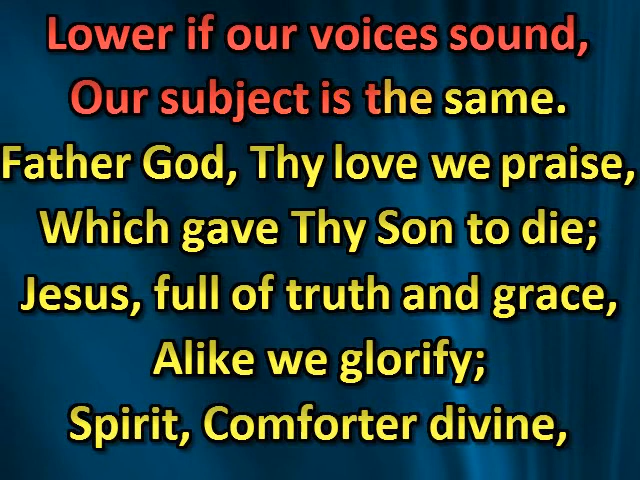 Lower if our voices sound,
Our subject is the same.
Father God, Thy love we praise,
Which gave Thy Son to die;
Jesus, full of truth and grace,
Alike we glorify;
Spirit, Comforter divine,